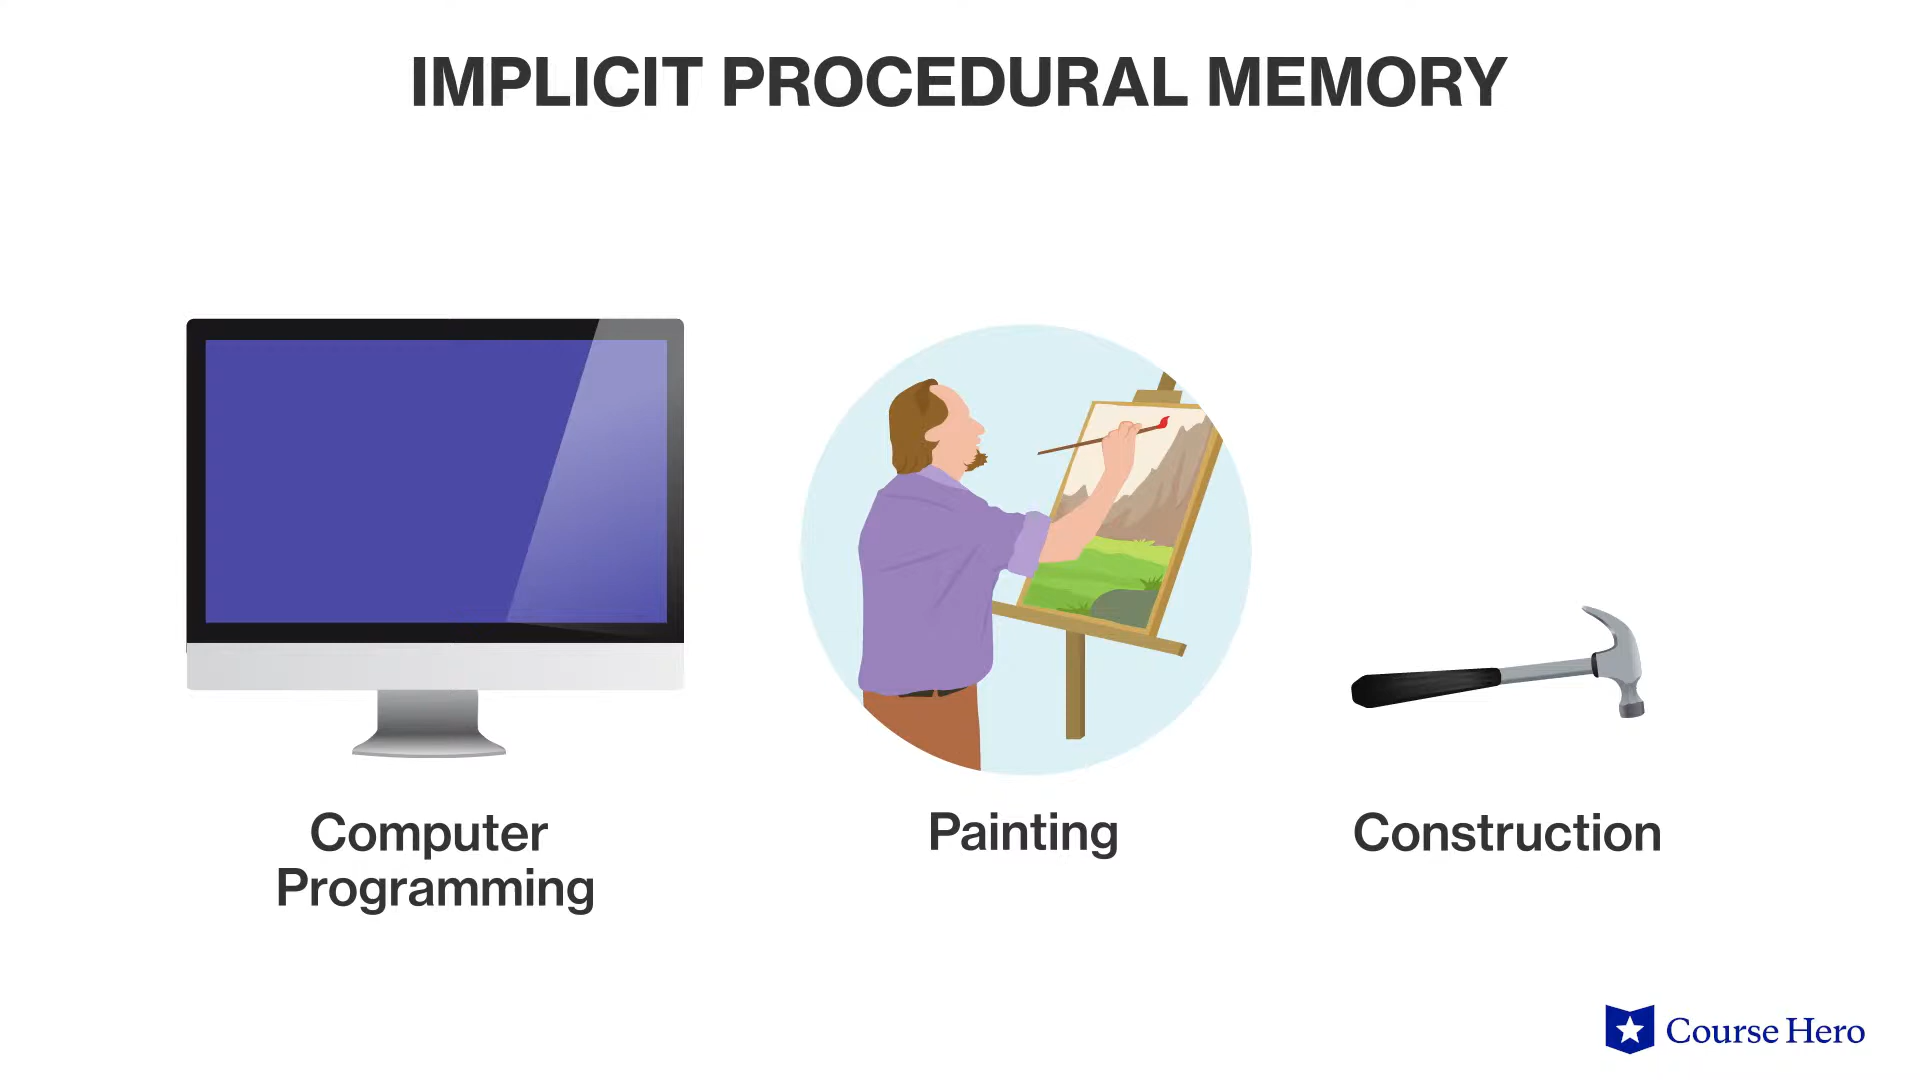 IMPLICIT PROCEDURAL MEMORY
Computer
Programming
Painting
Construction
Course Hero